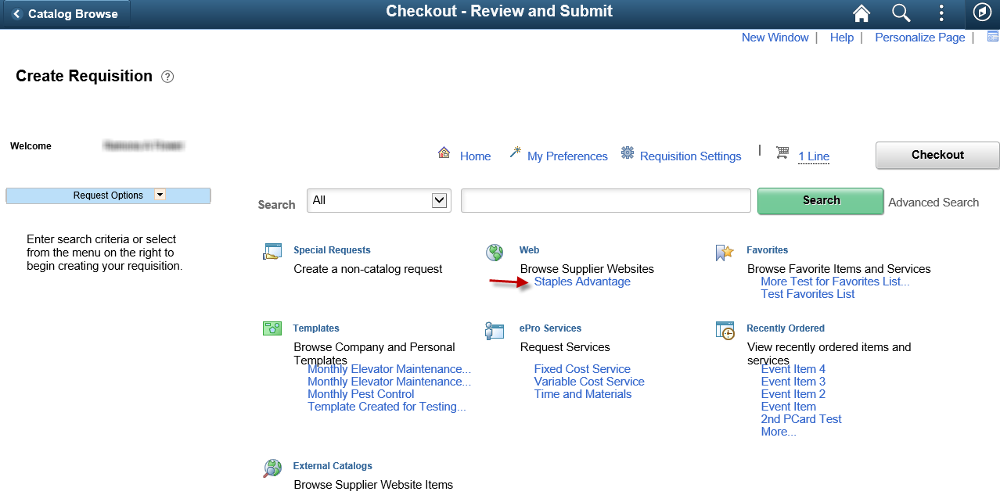 Catalog Browse
Checkout - Review and Submit
New Window | Help | Personalize Page |
Create Requisition ?
Welcome
Home
My Preferences
Requisition Settings
1 Line
Checkout
Request Options
Search
All
Search
Advanced Search
Enter search criteria or select
from the menu on the right to
begin creating your requisition.
Special Requests
Create a non-catalog request
Web
Browse Supplier Websites
Staples Advantage
Favorites
Browse Favorite Items and Services
More Test for Favorites List...
Test Favorites List
Templates
Browse Company and Personal
Templates
Monthly Elevator Maintenance...
Monthly Elevator Maintenance...
Monthly Pest Control
Template Created for Testing...
ePro Services
Request Services
Fixed Cost Service
Variable Cost Service
Time and Materials
Recently Ordered
View recently ordered items and
services
Event Item 4
Event Item 3
Event Item 2
Event Item
2nd PCard Test
More...
External Catalogs
Browse Supplier Website Items